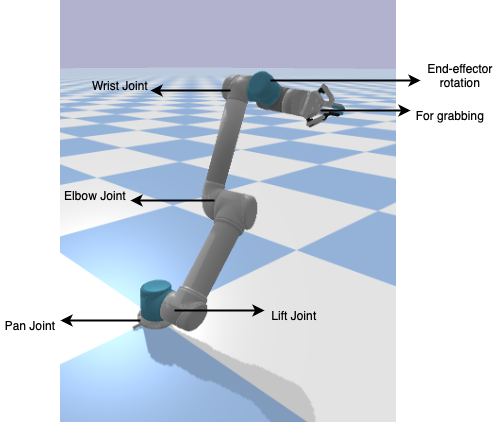 End-effector
rotation
Wrist Joint
For grabbing
Elbow Joint
Lift Joint
Pan Joint